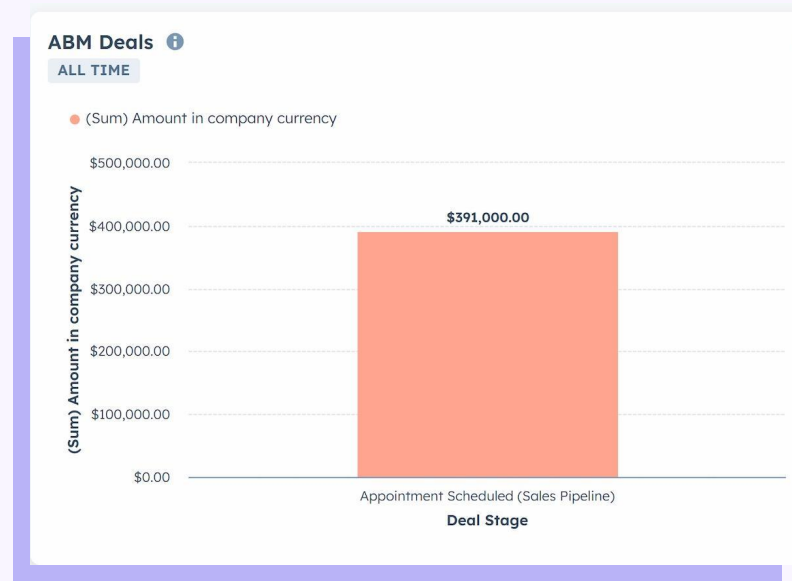 ABM Deals
ALL TIME
(Sum) Amount in company currency
(Sum) Amount in company currency
$500,000.00
$400,000.00
$300,000.00
$200,000.00
$100,000.00
$0.00
$391,000.00
Appointment Scheduled (Sales Pipeline)
Deal Stage